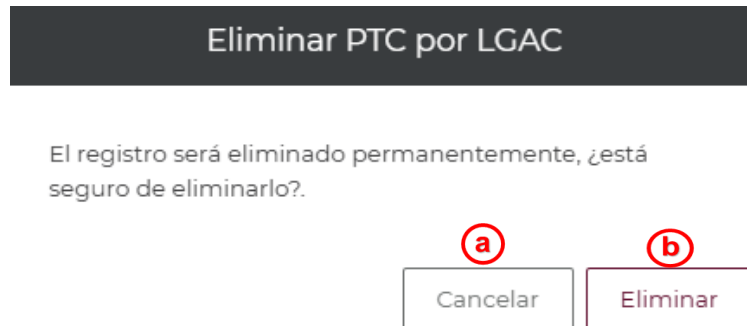 Eliminar PTC por LGAC
El registro será eliminado permanentemente, ¿está
seguro de eliminarlo?.
a b
Cancelar Eliminar